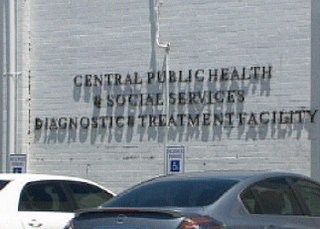 CENTRAL PUBLIC HEALTH
& SOCIAL SERVICES
DIAGNOSTIC & TREATMENT FACILITY